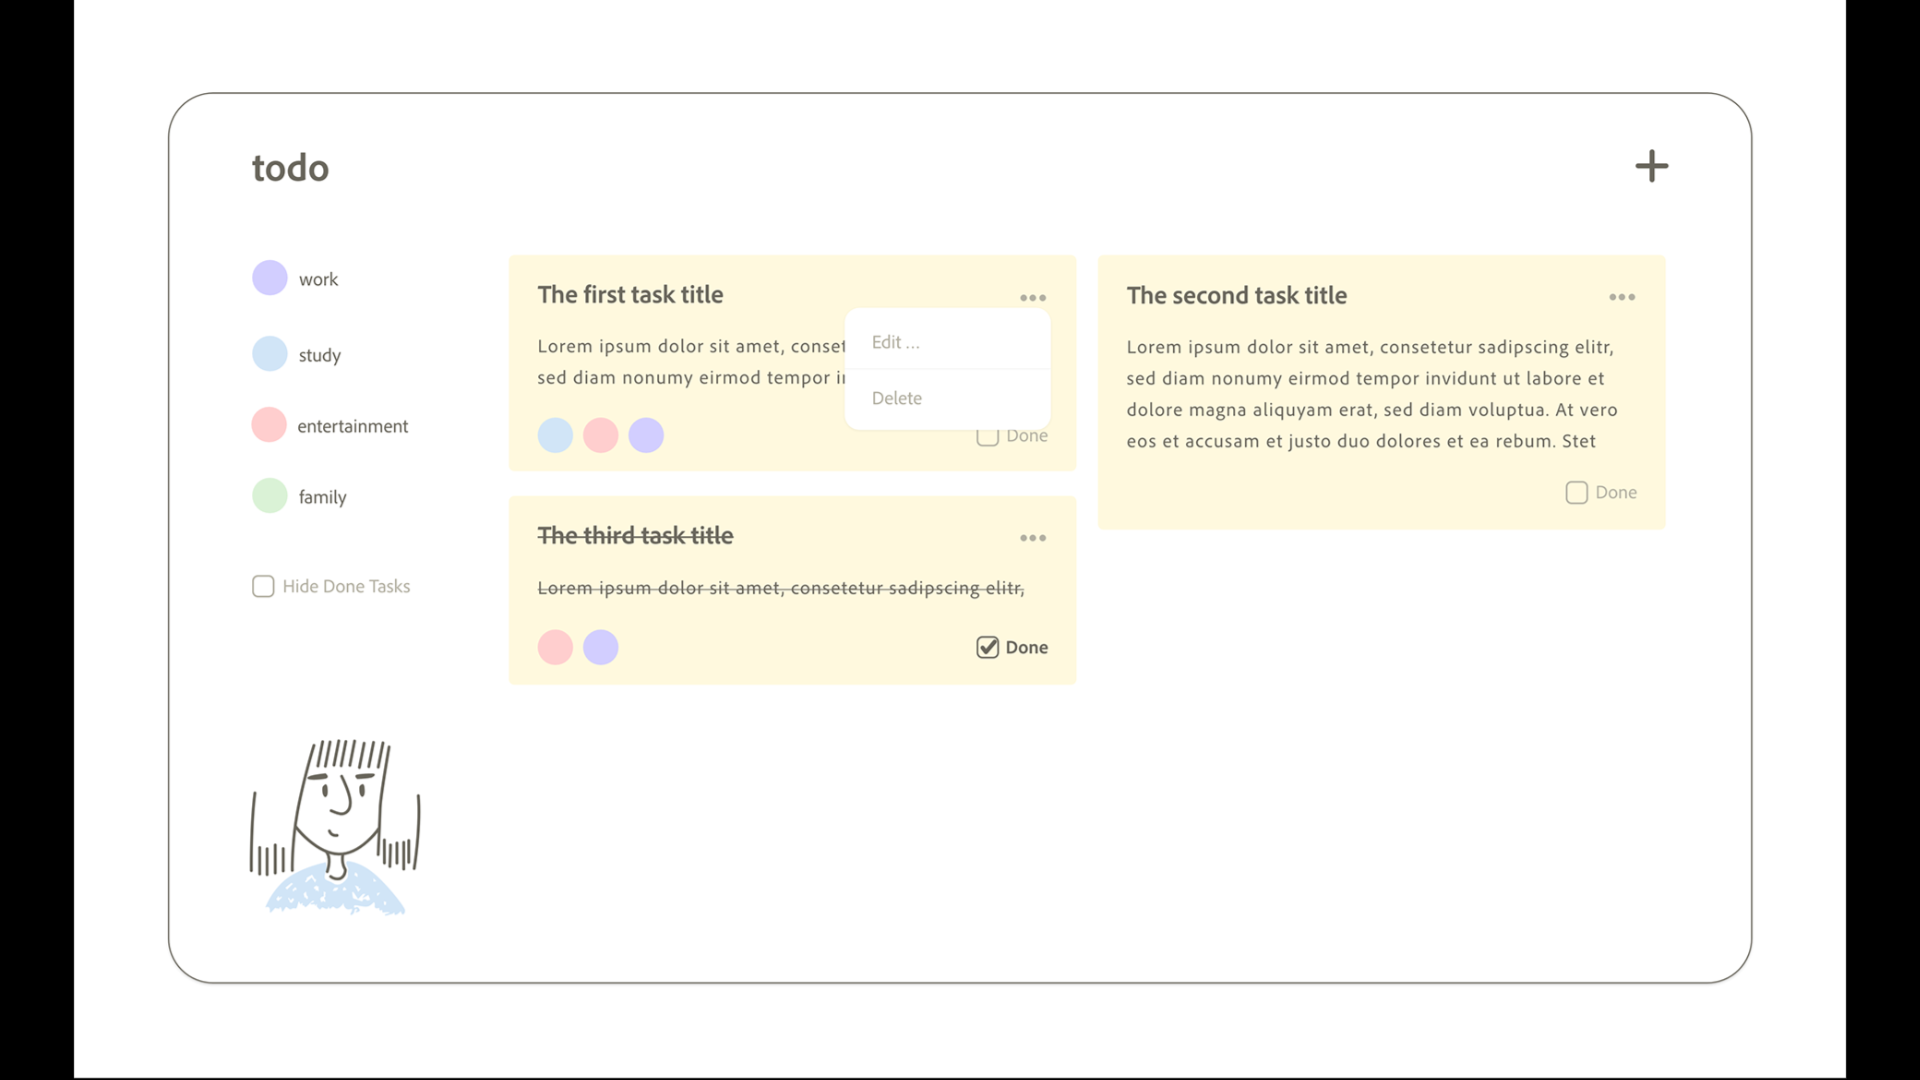 todo
work
study
entertainment
family
Hide Done Tasks
The first task title
Lorem ipsum dolor sit amet, conset
sed diam nonumy eirmod tempor
Edit ...
Delete
Done
The second task title
Lorem ipsum dolor sit amet, consetetur sadipscing elitr,
sed diam nonumy eirmod tempor invidunt ut labore et
dolore magna aliquyam erat, sed diam voluptua. At vero
eos et accusam et justo duo dolores et ea rebum. Stet
Done
The third task title
Lorem ipsum dolor sit amet, consetetur sadipscing elitr,
Done